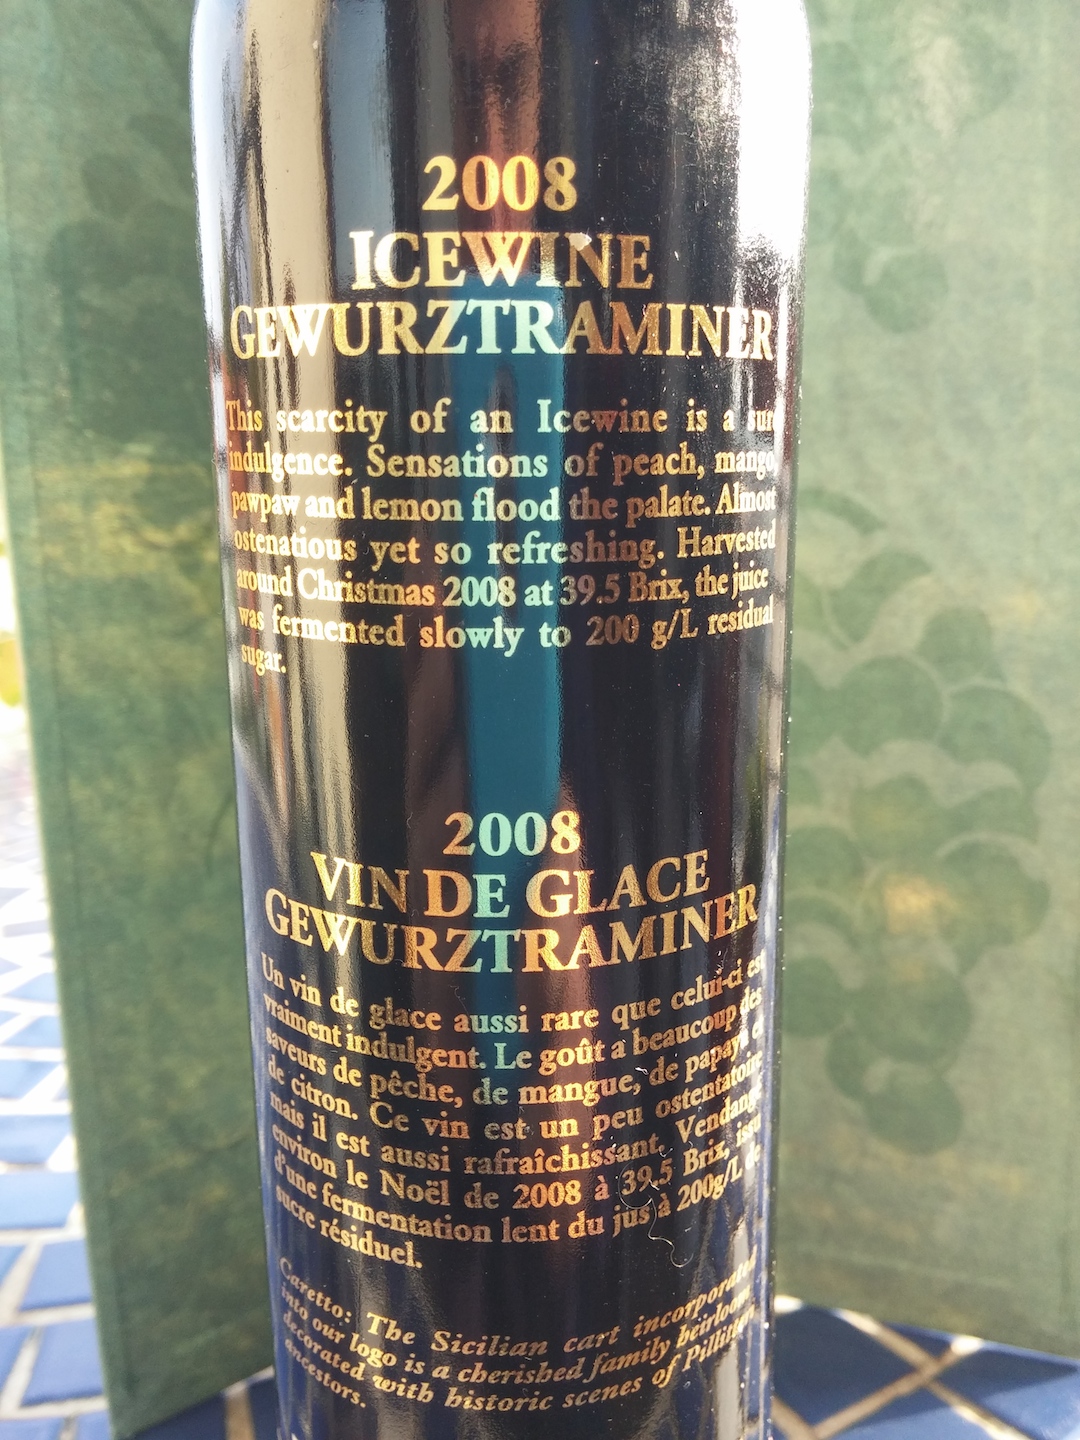 2008
ICEWINE
GEWURZTRAMINER
This scarcity of an Icewine is a sure
indulgence. Sensations of peach, mango,
pawpaw and lemon flood the palate. Almost
ostenatious yet so refreshing. Harvested
around Christmas 2008 at 39.5 Brix, the juice
was fermented slowly to 200 g/L residual
sugar.
2008
VIN DE GLACE
GEWURZTRAMINER
Un vin de glace aussi rare que celui-ci est
vraiment indulgent. Le goût a beaucoup des
saveurs de pêche, de mangue, de papaya et
de citron. Ce vin est un peu ostentatoire
mais il est aussi rafraîchissant. Vendangé
environ le Noël de 2008 à 39,5 Brix, issu
d'une fermentation lent du jus à 200g/L de
sucre résiduel.
Caretto: The Sicilian cart incorporated
into our logo is a cherished family heirloom
decorated with historic scenes of Pillitteri
ancestors.